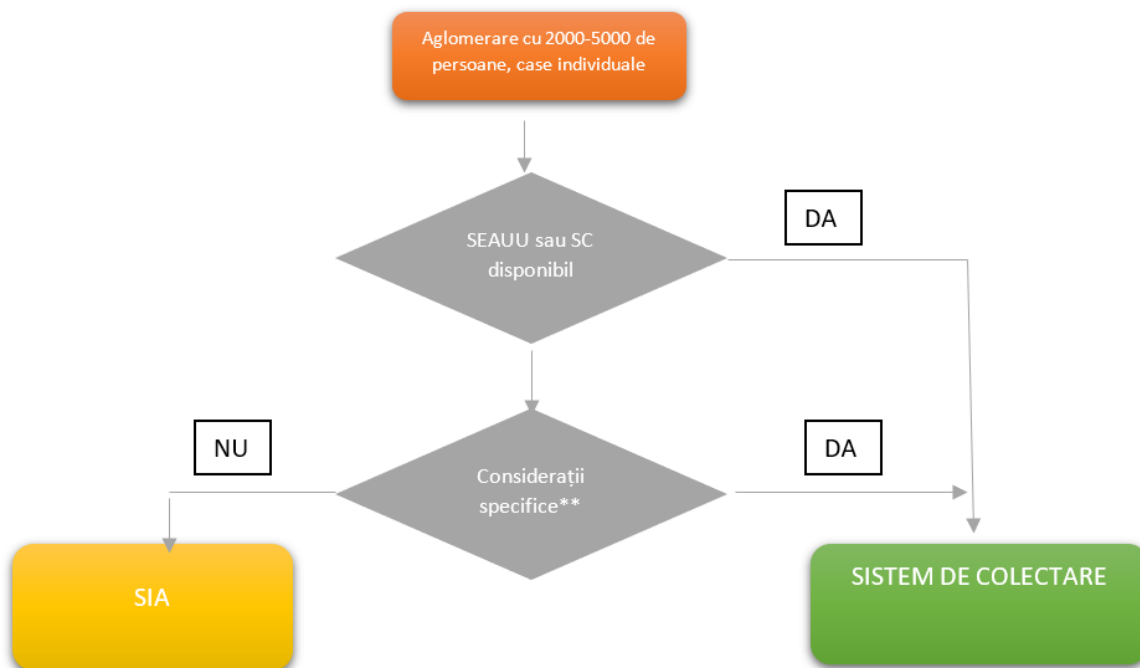 Aglomerare cu 2000-5000 de
persoane, case individuale
SEAUU sau SC
disponibil
DA
NU
Considerații
specifice**
DA
SIA
SISTEM DE COLECTARE